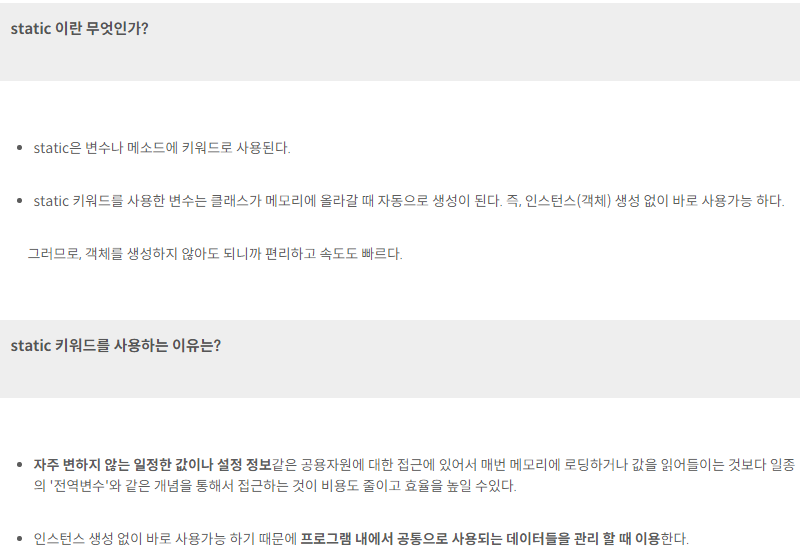 static 이란 무엇인가?
static은 변수나 메소드에 키워드로 사용된다.
static 키워드를 사용한 변수는 클래스가 메모리에 올라갈 때 자동으로 생성이 된다. 즉, 인스턴스(객체) 생성 없이 바로 사용가능 하다.
그러므로, 객체를 생성하지 않아도 되니까 편리하고 속도도 빠르다.
static 키워드를 사용하는 이유는?
자주 변하지 않는 일정한 값이나 설정 정보같은 공용자원에 대한 접근에 있어서 매번 메모리에 로딩하거나 값을 읽어들이는 것보다 일종
의 '전역변수'와 같은 개념을 통해서 접근하는 것이 비용도 줄이고 효율을 높일 수있다.
인스턴스 생성 없이 바로 사용가능 하기 때문에 프로그램 내에서 공통으로 사용되는 데이터들을 관리 할 때 이용한다.